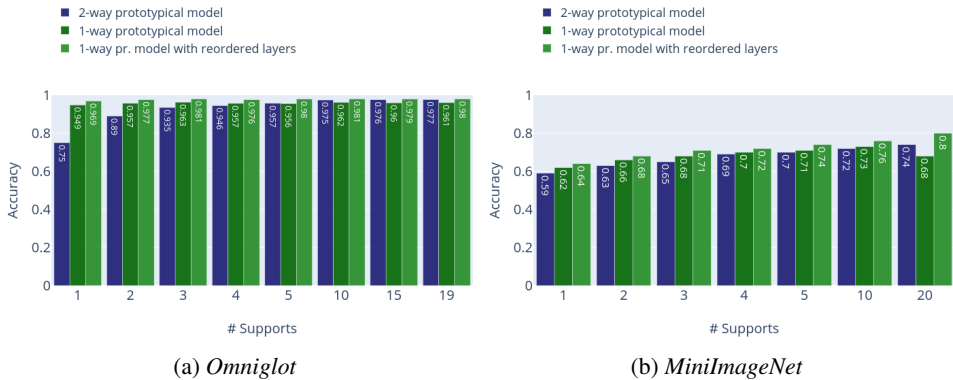 2-way prototypical model
1-way prototypical model
1-way pr. model with reordered layers
1
0.8
0.6
0.4
0.2
0
Accuracy
0.75 0.949 0.969 0.89 0.957 0.977 0.935 0.963 0.981 0.946 0.957 0.976 0.957 0.956 0.98 0.975 0.962 0.981 0.976 0.96 0.979 0.977 0.961 0.98
1 2 3 4 5 10 15 19
# Supports
(a) Omniglot
2-way prototypical model
1-way prototypical model
1-way pr. model with reordered layers
1
0.8
0.6
0.4
0.2
0
Accuracy
0.59 0.62 0.64 0.63 0.66 0.68 0.65 0.68 0.71 0.69 0.7 0.72 0.7 0.71 0.74 0.72 0.73 0.76 0.74 0.68 0.8
1 2 3 4 5 10 20
# Supports
(b) MiniImageNet